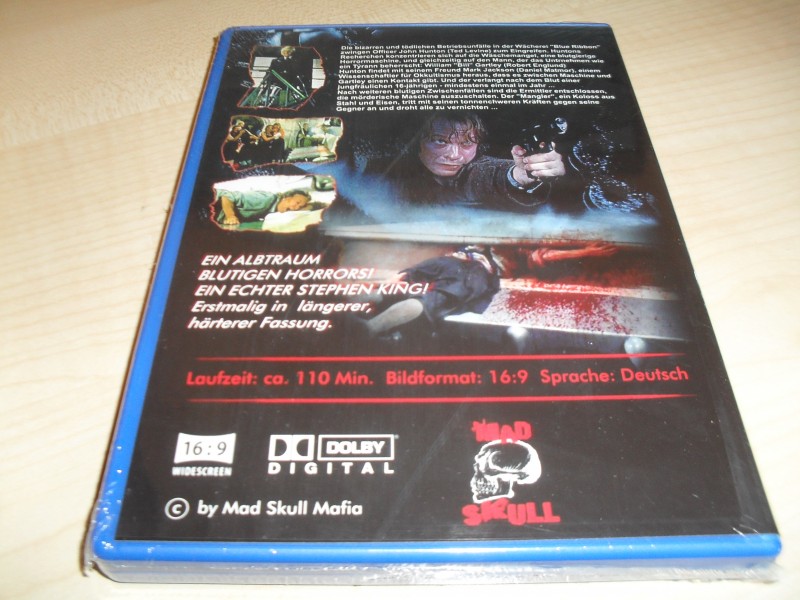 Die bizarren und tödlichen Betriebsunfälle in der Wächerei "Blue Ribbon"
zwingen Officer John Hunton (Ted Levine) zum Eingreifen. Huntons
Recherchen konzentrieren sich auf die Wäschemangel, eine blutgierige
Horrormaschine, und gleichzeitig auf den Mann, der das Untnehmen wie
ein Tyrann beherrscht: William "Bill" Gartley (Robert Englund)
Hunton findet mit seinem Freund Mark Jackson (Daniel Matmor), einem
Wissenschaftler für Okkultismus heraus, dass es zwischen Maschine und
Gartley einen Kontakt gibt. Und der verlangt nach dem Blut einer
jungfräulichen 16-jährigen - mindestens einmal im Jahr ...
Nach weiteren blutigen Zwischenfällen sind die Ermittler entschlossen,
die mörderische Maschine auszuschalten. Der "Mangler", ein Koloss aus
Stahl und Eisen, tritt mit seinen tonnenchweren Kräften gegen seine
Gegner an und droht alle zu vernichten ...
EIN ALBTRAUM
BLUTIGEN HORRORS!
EIN ECHTER STEPHEN KING!
Erstmalig in längerer,
härterer Fassung.
Laufzeit: ca. 110 Min. Bildformat: 16:9 Sprache: Deutsch
16:9
WIDESCREEN
DOLBY
DIGITAL
MAD
SKULL
© by Mad Skull Mafia